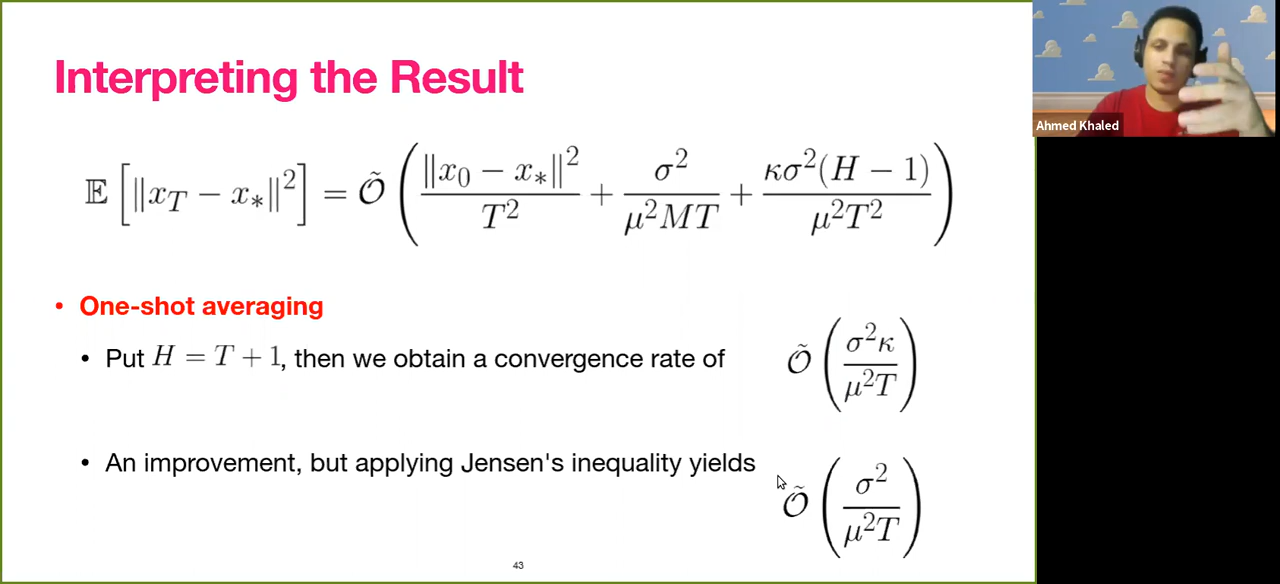 Interpreting the Result
Ahmed Khaled
𝔼 [‖x_T − x_*‖²] = Õ (‖x_0 − x_*‖² / T² + σ² / μ²MT + κσ²(H − 1) / μ²T²)
• One-shot averaging
• Put H = T + 1, then we obtain a convergence rate of Õ (σ²κ / μ²T)
• An improvement, but applying Jensen's inequality yields Õ (σ² / μ²T)
43